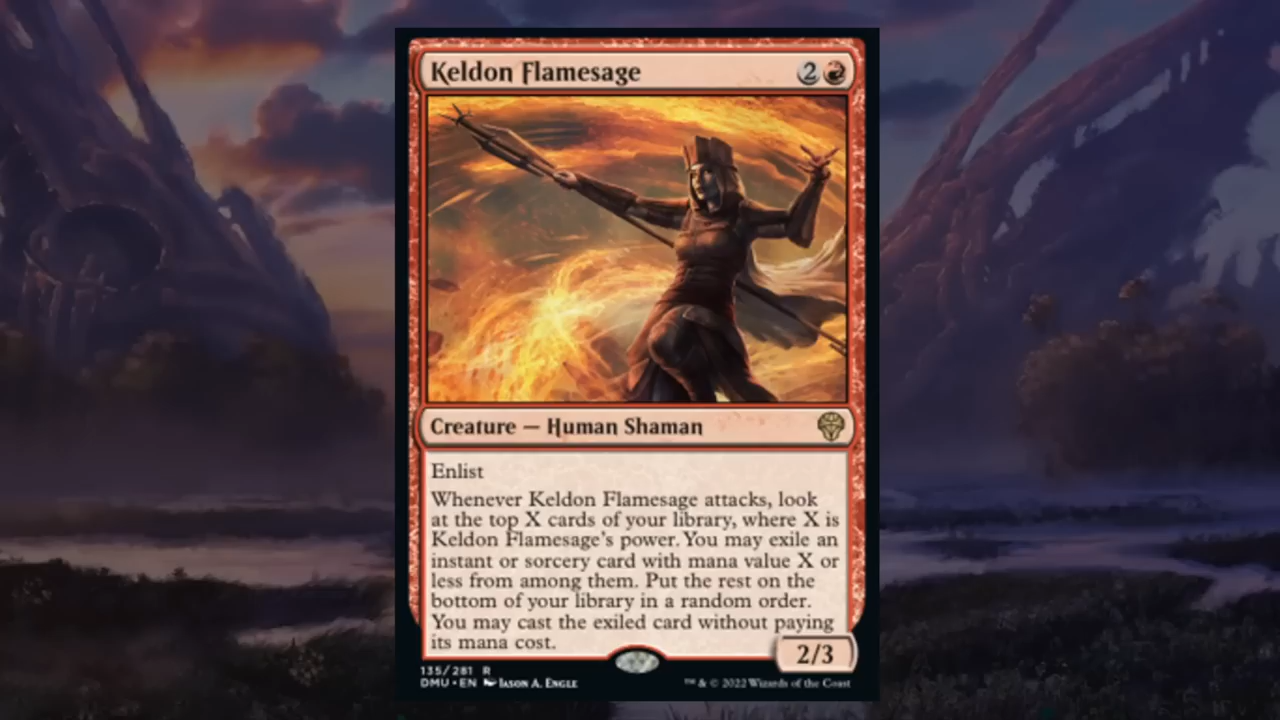 Keldon Flamesage 2
Creature — Human Shaman
Enlist
Whenever Keldon Flamesage attacks, look
at the top X cards of your library, where X is
Keldon Flamesage's power. You may exile an
instant or sorcery card with mana value X or
less from among them. Put the rest on the
bottom of your library in a random order.
You may cast the exiled card without paying
its mana cost.
2/3
135/281 R
DMU • EN Jason A. Engle
™ & © 2022 Wizards of the Coast